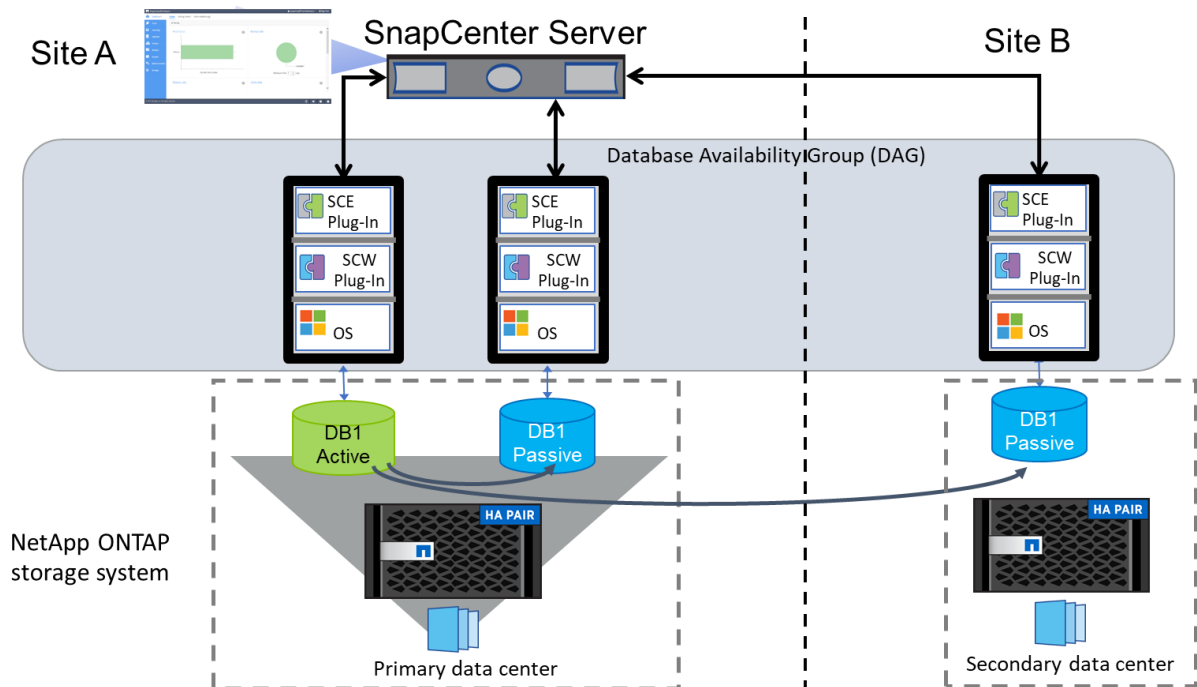 Site A
SnapCenter Server
Site B
Database Availability Group (DAG)
SCE
Plug-In
SCW
Plug-In
OS
SCE
Plug-In
SCW
Plug-In
OS
SCE
Plug-In
SCW
Plug-In
OS
DB1
Active
DB1
Passive
DB1
Passive
HA PAIR
HA PAIR
NetApp ONTAP
storage system
Primary data center
Secondary data center